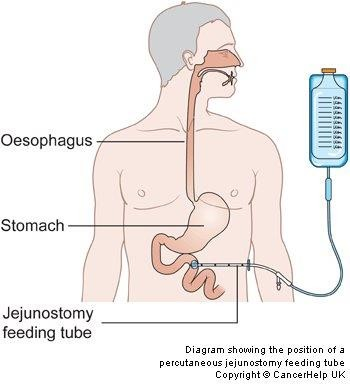 Oesophagus
Stomach
Jejunostomy
feeding tube
Diagram showing the position of a
percutaneous jejunostomy feeding tube
Copyright © CancerHelp UK